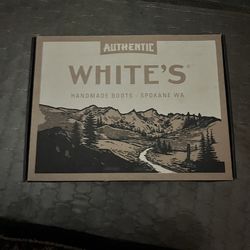 AUTHENTIC
WHITE'S®
HANDMADE BOOTS - SPOKANE WA